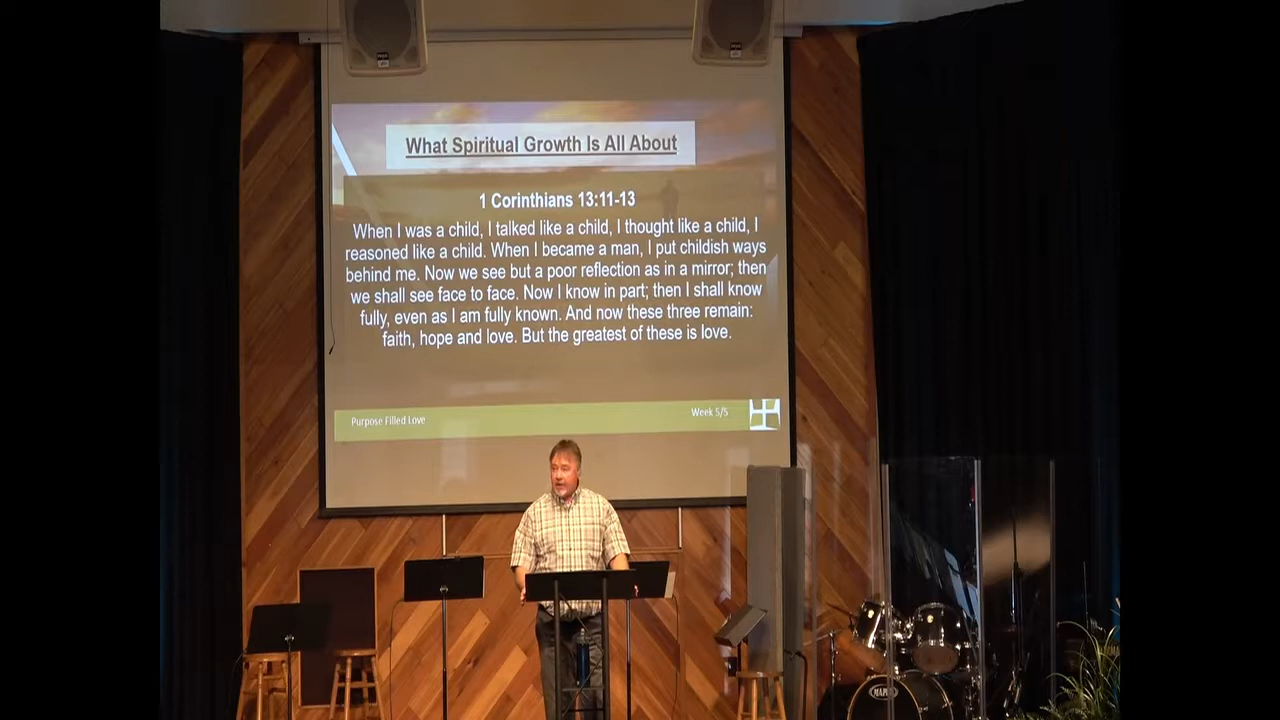 What Spiritual Growth Is All About
1 Corinthians 13:11-13
When I was a child, I talked like a child, I thought like a child, I
reasoned like a child. When I became a man, I put childish ways
behind me. Now we see but a poor reflection as in a mirror; then
we shall see face to face. Now I know in part; then I shall know
fully, even as I am fully known. And now these three remain:
faith, hope and love. But the greatest of these is love.
Purpose Filled Love
Week 5/5
MAPEX